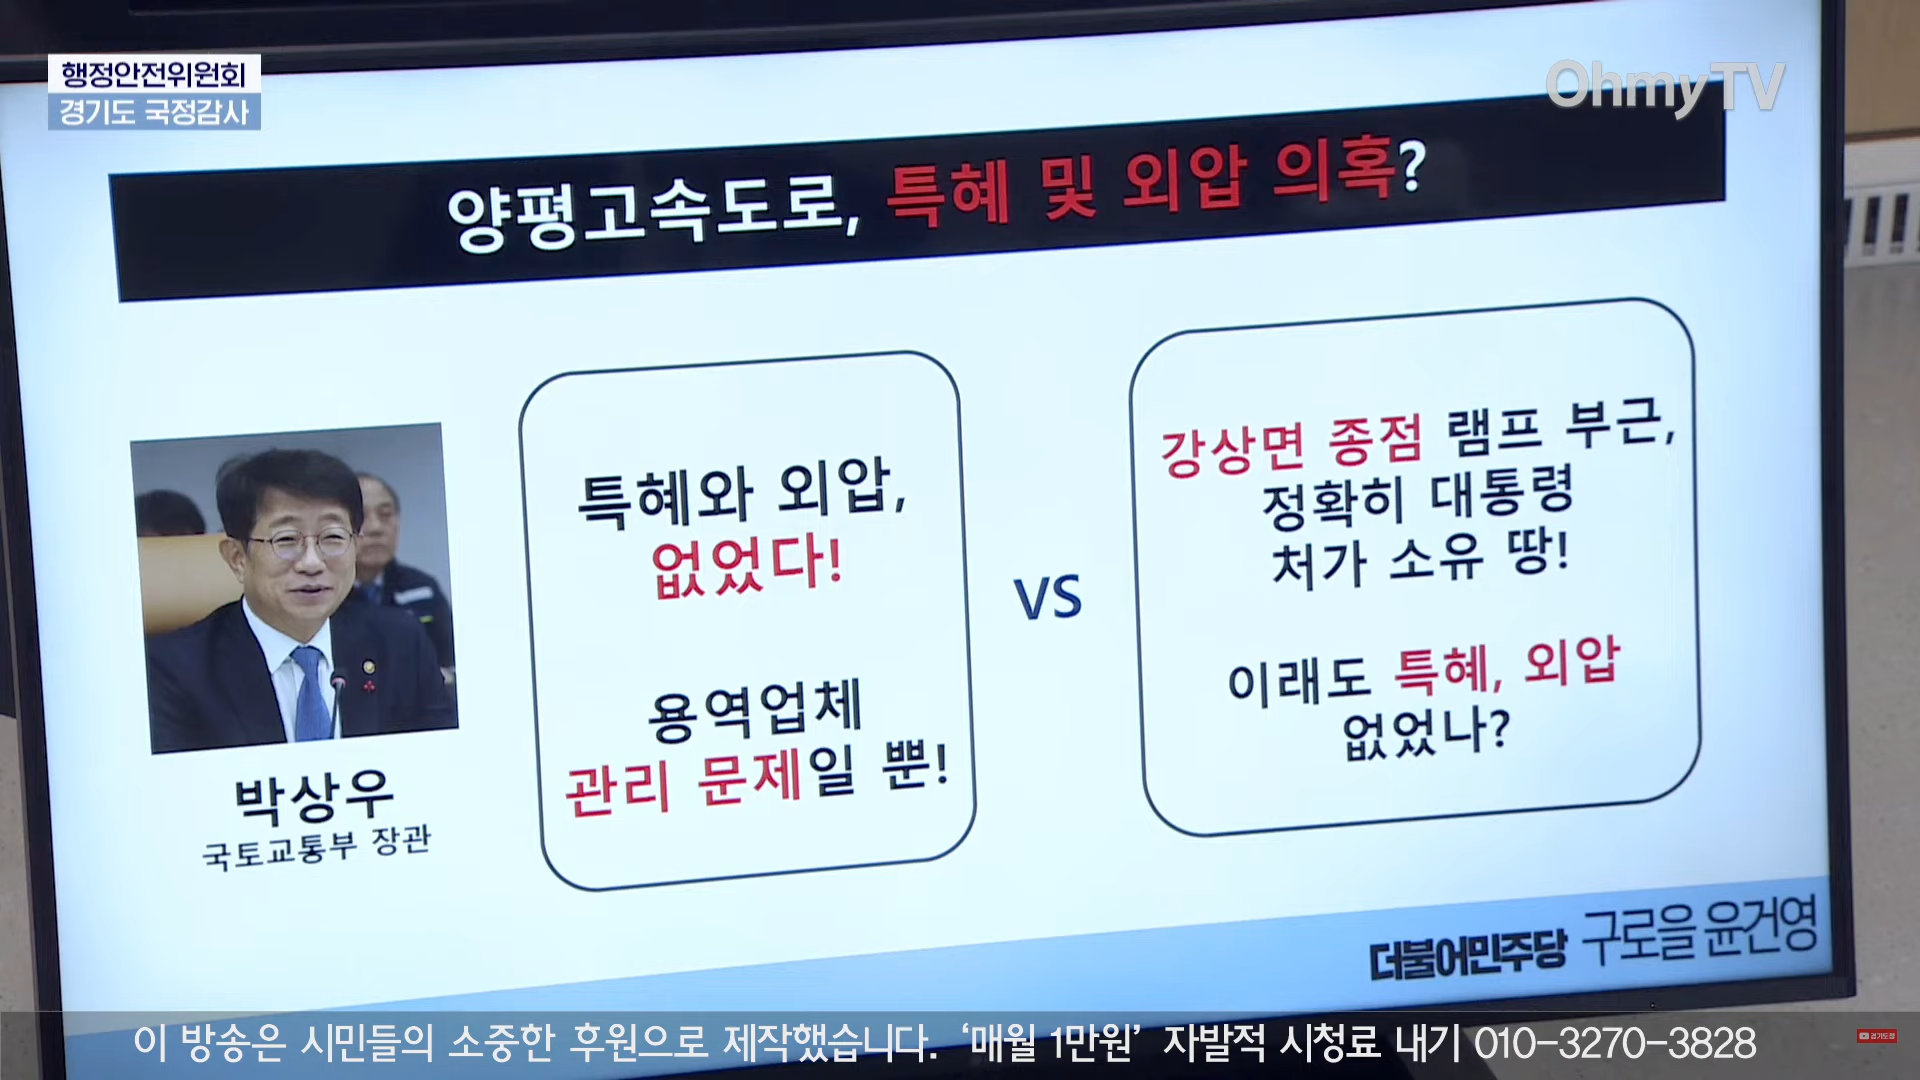 행정안전위원회
경기도 국정감사
OhmyTV
양평고속도로, 특혜 및 외압 의혹?
특혜와 외압,
없었다!
용역업체
관리 문제일 뿐!
vs
강상면 종점 램프 부근,
정확히 대통령
처가 소유 땅!
이래도 특혜, 외압
없었나?
박상우
국토교통부 장관
더불어민주당 구로을 윤건영
이 방송은 시민들의 소중한 후원으로 제작했습니다. ‘매월 1만원’ 자발적 시청료 내기 010-3270-3828
경기도청